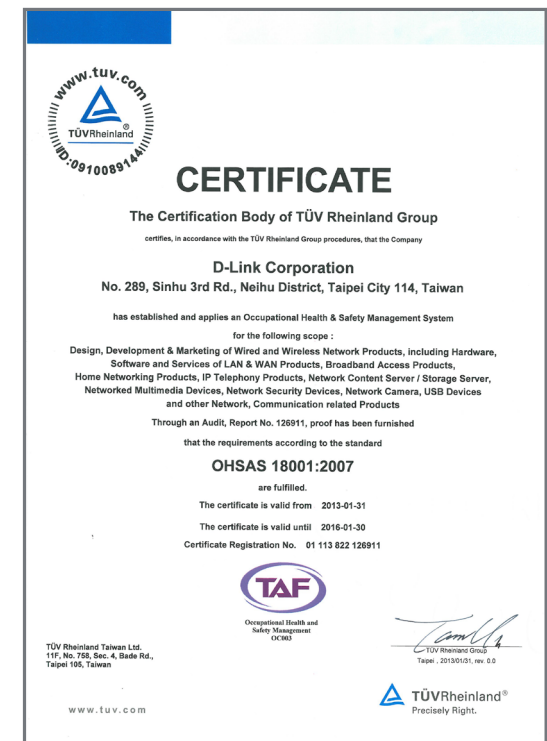 www.tuv.com
TÜVRheinland®
ID:0910089144
CERTIFICATE
The Certification Body of TÜV Rheinland Group
certifies, in accordance with the TÜV Rheinland Group procedures, that the Company
D-Link Corporation
No. 289, Sinhu 3rd Rd., Neihu District, Taipei City 114, Taiwan
has established and applies an Occupational Health & Safety Management System
for the following scope :
Design, Development & Marketing of Wired and Wireless Network Products, including Hardware,
Software and Services of LAN & WAN Products, Broadband Access Products,
Home Networking Products, IP Telephony Products, Network Content Server / Storage Server,
Networked Multimedia Devices, Network Security Devices, Network Camera, USB Devices
and other Network, Communication related Products
Through an Audit, Report No. 126911, proof has been furnished
that the requirements according to the standard
OHSAS 18001:2007
are fulfilled.
The certificate is valid from 2013-01-31
The certificate is valid until 2016-01-30
Certificate Registration No. 01 113 822 126911
TAF
Occupational Health and
Safety Management
OC003
TÜV Rheinland Taiwan Ltd.
11F, No. 758, Sec. 4, Bade Rd.,
Taipei 105, Taiwan
TÜV Rheinland Group
Taipei , 2013/01/31, rev. 0.0
www.tuv.com
TÜVRheinland®
Precisely Right.